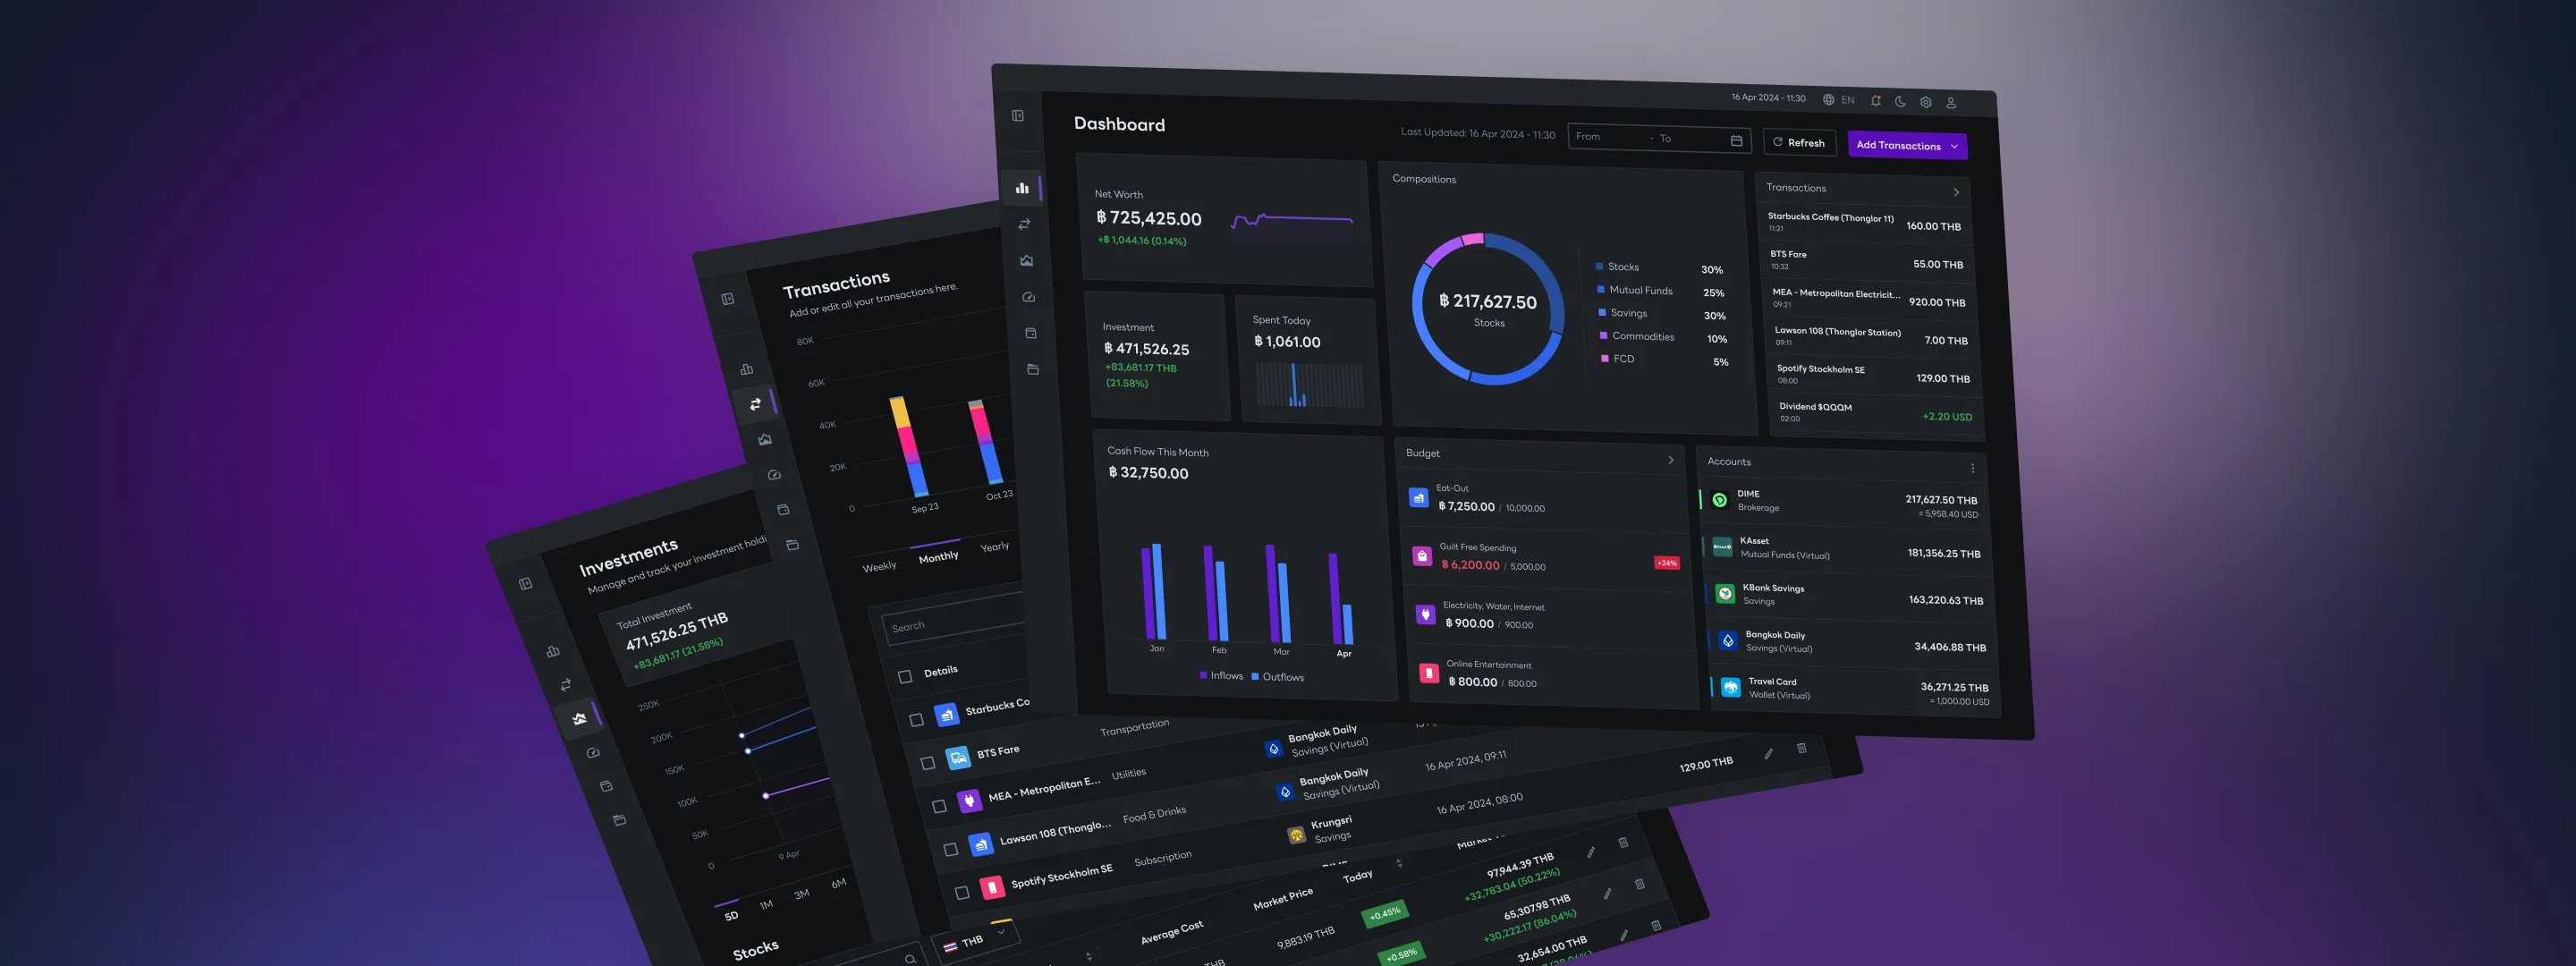 16 Apr 2024 - 11:30
EN
Dashboard
Last Updated: 16 Apr 2024 - 11:30
From
- To
Refresh
Add Transactions
Net Worth
฿ 725,425.00
+฿ 1,044.16 (0.14%)
Investment
฿ 471,526.25
+83,681.17 THB
(21.58%)
Spent Today
฿ 1,061.00
Compositions
฿ 217,627.50
Stocks
Stocks 30%
Mutual Funds 25%
Savings 30%
Commodities 10%
FCD 5%
Transactions
Starbucks Coffee (Thonglor 11) 160.00 THB
11:21
BTS Fare 55.00 THB
10:32
MEA - Metropolitan Electricit... 920.00 THB
09:21
Lawson 108 (Thonglor Station) 7.00 THB
09:11
Spotify Stockholm SE 129.00 THB
08:00
Dividend $QQQM +2.20 USD
02:00
Cash Flow This Month
฿ 32,750.00
Jan Feb Mar Apr
Inflows Outflows
Budget
Eat-Out
฿ 7,250.00 / 10,000.00
Guilt Free Spending
฿ 6,200.00 / 5,000.00
+24%
Electricity, Water, Internet
฿ 900.00 / 900.00
Online Entertainment
฿ 800.00 / 800.00
Accounts
DIME 217,627.50 THB
Brokerage = 5,958.40 USD
KAsset 181,356.25 THB
Mutual Funds (Virtual)
KBank Savings 163,220.63 THB
Savings
Bangkok Daily 34,406.88 THB
Savings (Virtual)
Travel Card 36,271.25 THB
Wallet (Virtual) = 1,000.00 USD
Transactions
Add or edit all your transactions here.
80K
60K
40K
20K
0
Sep 23
Oct 23
Weekly Monthly Yearly
Search
Details
Starbucks Co
BTS Fare
Transportation
Bangkok Daily
Savings (Virtual)
MEA - Metropolitan E...
Utilities
Bangkok Daily
Savings (Virtual)
16 Apr 2024, 09:11
Lawson 108 (Thonglo...
Food & Drinks
Krungsri
Savings
16 Apr 2024, 08:00
129.00 THB
Spotify Stockholm SE
Subscription
Investments
Manage and track your investment holdi
Total Investment
471,526.25 THB
+83,681.17 (21.58%)
250K
200K
150K
100K
50K
0
9 Apr
5D 1M 3M 6M
Stocks
THB
Average Cost
Market Price
Today
9,883.19 THB
+0.45%
97,944.39 THB
+32,783.04 (50.22%)
THB
+0.58%
65,307.98 THB
+30,222.17 (86.04%)
32,654.00 THB